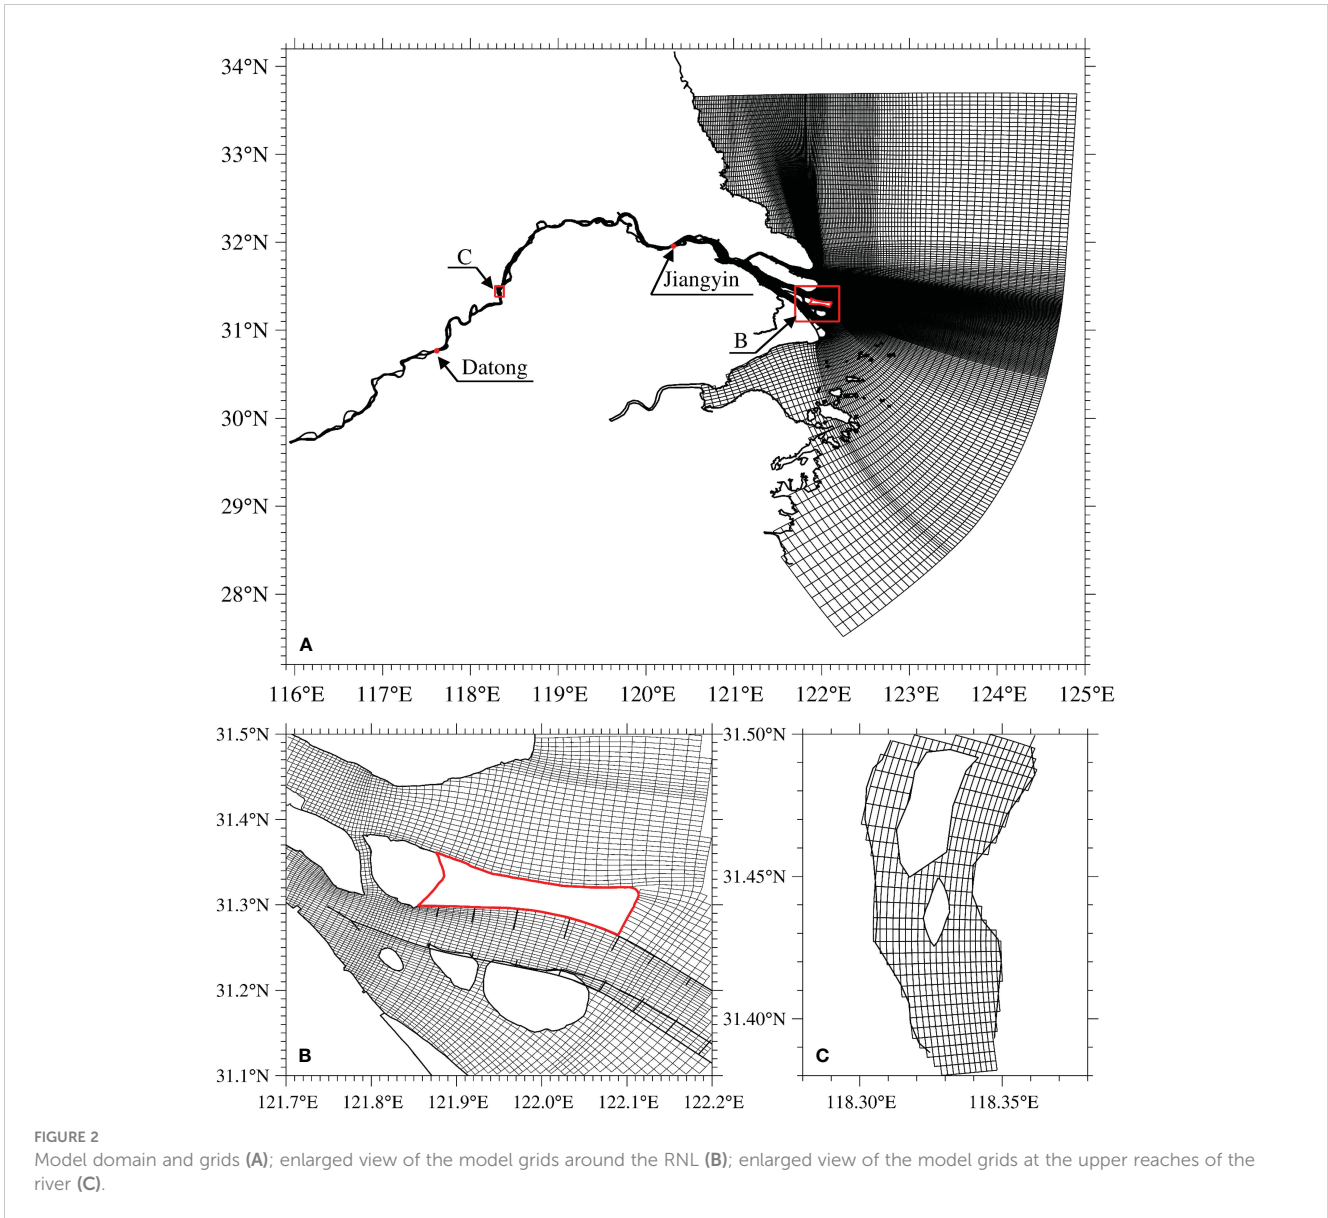 34°N
33°N
32°N
31°N
30°N
29°N
28°N
C
Jiangyin
B
Datong
A
116°E 117°E 118°E 119°E 120°E 121°E 122°E 123°E 124°E 125°E
31.5°N
31.4°N
31.3°N
31.2°N
31.1°N
B
121.7°E 121.8°E 121.9°E 122.0°E 122.1°E 122.2°E
31.50°N
31.45°N
31.40°N
C
118.30°E 118.35°E
FIGURE 2
Model domain and grids (A); enlarged view of the model grids around the RNL (B); enlarged view of the model grids at the upper reaches of the
river (C).